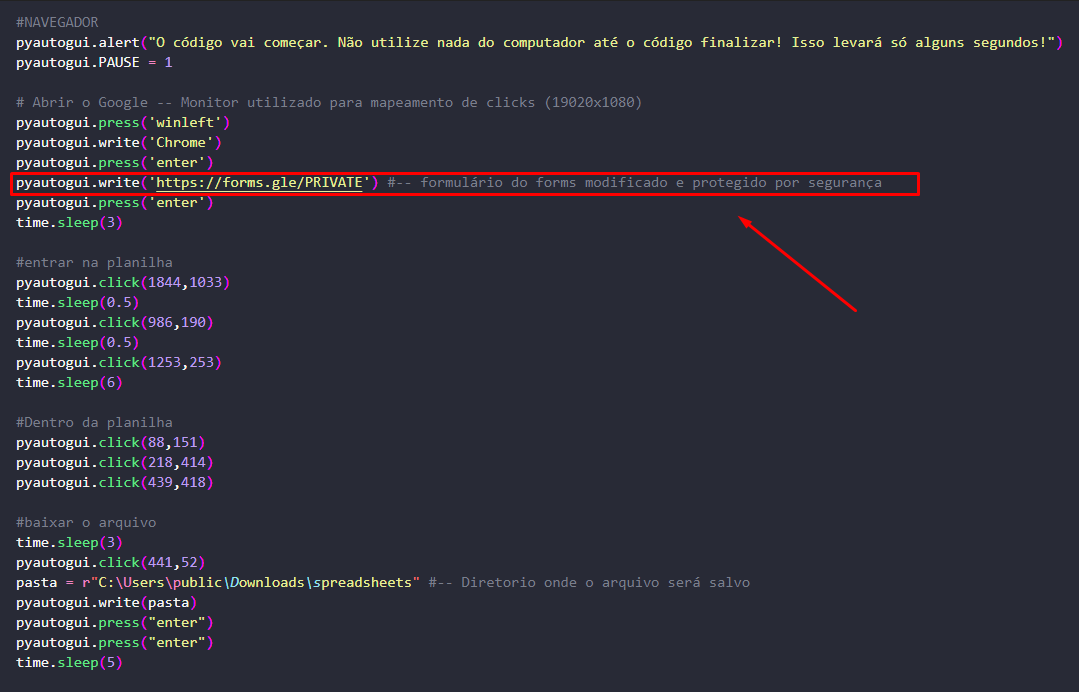 #NAVEGADOR
pyautogui.alert("O código vai começar. Não utilize nada do computador até o código finalizar! Isso levará só alguns segundos!")
pyautogui.PAUSE = 1
# Abrir o Google -- Monitor utilizado para mapeamento de clicks (19020x1080)
pyautogui.press('winleft')
pyautogui.write('Chrome')
pyautogui.press('enter')
pyautogui.write('https://forms.gle/PRIVATE') #-- formulário do forms modificado e protegido por segurança
pyautogui.press('enter')
time.sleep(3)
#entrar na planilha
pyautogui.click(1844,1033)
time.sleep(0.5)
pyautogui.click(986,190)
time.sleep(0.5)
pyautogui.click(1253,253)
time.sleep(6)
#Dentro da planilha
pyautogui.click(88,151)
pyautogui.click(218,414)
pyautogui.click(439,418)
#baixar o arquivo
time.sleep(3)
pyautogui.click(441,52)
pasta = r"C:\Users\public\Downloads\spreadsheets" #-- Diretorio onde o arquivo será salvo
pyautogui.write(pasta)
pyautogui.press("enter")
pyautogui.press("enter")
time.sleep(5)